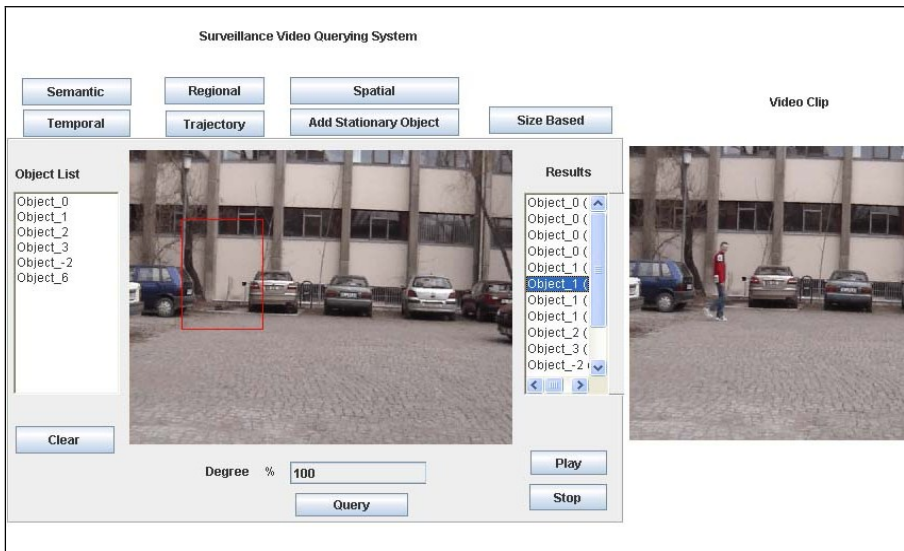 Surveillance Video Querying System
Semantic
Regional
Spatial
Temporal
Trajectory
Add Stationary Object
Size Based
Video Clip
Object List
Object_0
Object_1
Object_2
Object_3
Object_-2
Object_6
Results
Object_0 (
Object_0 (
Object_0 (
Object_0 (
Object_1 (
Object_1 (
Object_1 (
Object_1 (
Object_2 (
Object_3 (
Object_-2 (
Clear
Degree % 100
Query
Play
Stop